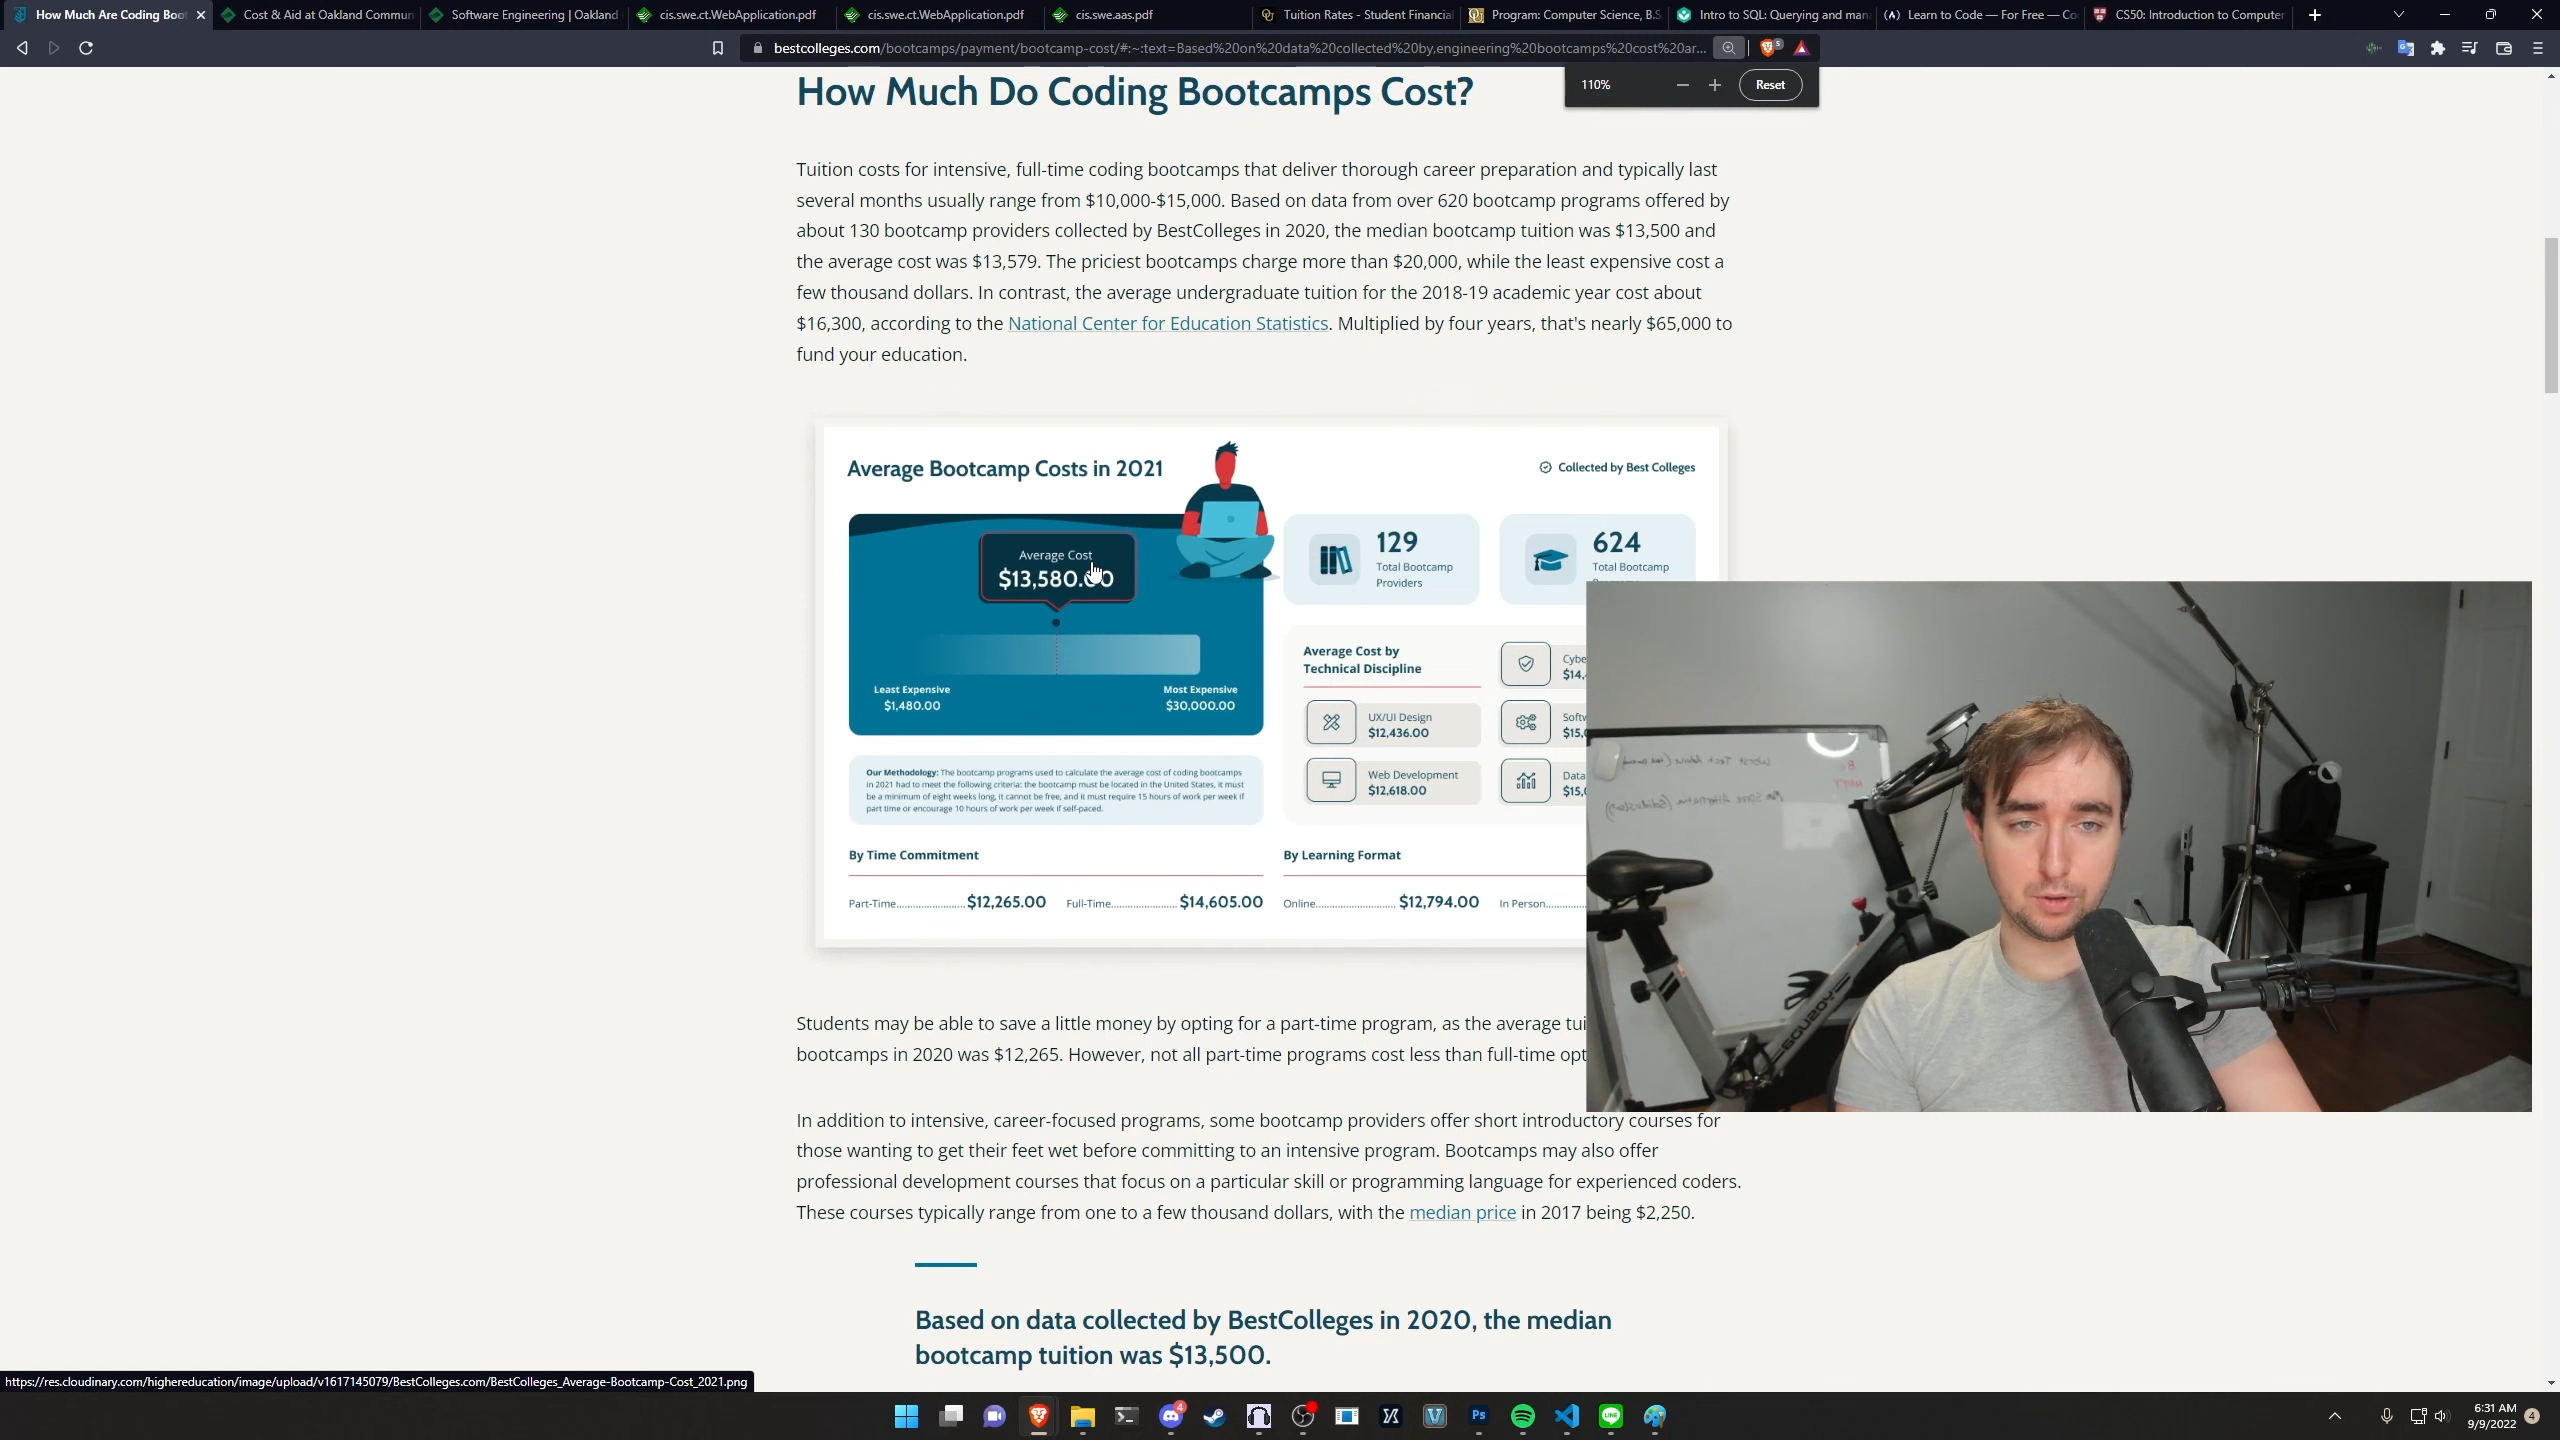 How Much Are Coding Boo
Cost & Aid at Oakland Commun
Software Engineering | Oakland
cis.swe.ct.WebApplication.pdf
cis.swe.ct.WebApplication.pdf
cis.swe.aas.pdf
Tuition Rates - Student Financial
Program: Computer Science, B.S.
Intro to SQL: Querying and man
Learn to Code — For Free — Co
CS50: Introduction to Computer
bestcolleges.com/bootcamps/payment/bootcamp-cost/#:~:text=Based%20on%20data%20collected%20by,engineering%20bootcamps%20cost%20ar...
110%
Reset
How Much Do Coding Bootcamps Cost?
Tuition costs for intensive, full-time coding bootcamps that deliver thorough career preparation and typically last
several months usually range from $10,000-$15,000. Based on data from over 620 bootcamp programs offered by
about 130 bootcamp providers collected by BestColleges in 2020, the median bootcamp tuition was $13,500 and
the average cost was $13,579. The priciest bootcamps charge more than $20,000, while the least expensive cost a
few thousand dollars. In contrast, the average undergraduate tuition for the 2018-19 academic year cost about
$16,300, according to the National Center for Education Statistics. Multiplied by four years, that's nearly $65,000 to
fund your education.
Average Bootcamp Costs in 2021
Collected by Best Colleges
Average Cost
$13,580.00
Least Expensive
$1,480.00
Most Expensive
$30,000.00
129
Total Bootcamp
Providers
624
Total Bootcamp
Average Cost by
Technical Discipline
UX/UI Design
$12,436.00
Web Development
$12,618.00
Cybe
$14,
Softw
$15,0
Data
$15,0
Our Methodology: The bootcamp programs used to calculate the average cost of coding bootcamps
in 2021 had to meet the following criteria: the bootcamp must be located in the United States, it must
be a minimum of eight weeks long, it cannot be free, and it must require 15 hours of work per week if
part time or encourage 10 hours of work per week if self-paced.
By Time Commitment
Part-Time $12,265.00 Full-Time $14,605.00
By Learning Format
Online $12,794.00 In Person
Students may be able to save a little money by opting for a part-time program, as the average tui
bootcamps in 2020 was $12,265. However, not all part-time programs cost less than full-time opt
In addition to intensive, career-focused programs, some bootcamp providers offer short introductory courses for
those wanting to get their feet wet before committing to an intensive program. Bootcamps may also offer
professional development courses that focus on a particular skill or programming language for experienced coders.
These courses typically range from one to a few thousand dollars, with the median price in 2017 being $2,250.
Based on data collected by BestColleges in 2020, the median
bootcamp tuition was $13,500.
https://res.cloudinary.com/highereducation/image/upload/v1617145079/BestColleges.com/BestColleges_Average-Bootcamp-Cost_2021.png
4
Ps
LINE
6:31 AM
9/9/2022
4